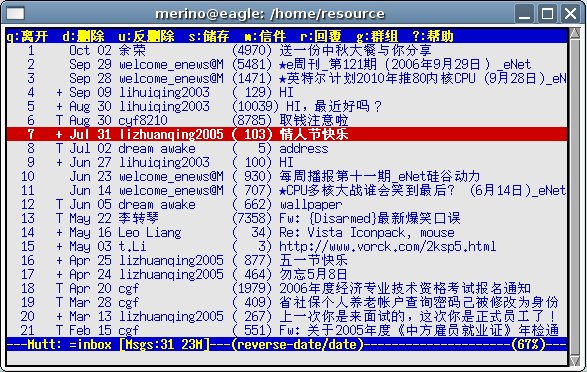 merino@eagle: /home/resource
q:离开 d:删除 u:反删除 s:储存 m:信件 r:回覆 g:群组 ?:帮助
1 Oct 02 余荣 (4970) 送一份中秋大餐与你分享
2 Sep 29 welcome_enews@M (5481) ★e周刊_第121期 (2006年9月29日)_eNet
3 Sep 28 welcome_enews@M (1471) ★英特尔计划2010年推80内核CPU (9月28日)_eN
4 + Sep 09 lihuiqing2003 ( 129) HI
5 + Aug 30 lihuiqing2003 (10039) HI，最近好吗？
6 T Aug 30 cyf8210 (8785) 取钱注意啦
7 + Jul 31 lizhuanqing2005 ( 103) 情人节快乐
8 T Jul 02 dream awake ( 5) address
9 + Jun 27 lihuiqing2003 ( 100) HI
10 Jun 23 welcome_enews@M ( 930) 每周播报第十一期_eNet硅谷动力
11 Jun 14 welcome_enews@M ( 707) ★CPU多核大战谁会笑到最后? (6月14日)_eNet
12 T Jun 05 dream awake ( 662) wallpaper
13 T May 22 李转琴 (7358) Fw: {Disarmed}最新爆笑口误
14 + May 16 Leo Liang ( 34) Re: Vista Iconpack, mouse
15 + May 03 t.Li ( 3) http://www.vorck.com/2ksp5.html
16 + Apr 25 lizhuanqing2005 ( 877) 五一节快乐
17 + Apr 24 lizhuanqing2005 ( 464) 勿忘5月8日
18 T Apr 20 cgf (1979) 2006年度经济专业技术资格考试报名通知
19 T Mar 28 cgf ( 409) 省社保个人养老帐户查询密码已被修改为身份
20 + Mar 13 lizhuanqing2005 ( 267) 上一次你是来面试的，这次你是正式员工了！
21 T Feb 15 cgf ( 551) Fw: 关于2005年度《中方雇员就业证》年检通
---Mutt: =inbox [Msgs:31 23M]---(reverse-date/date)---------------------(67%)---